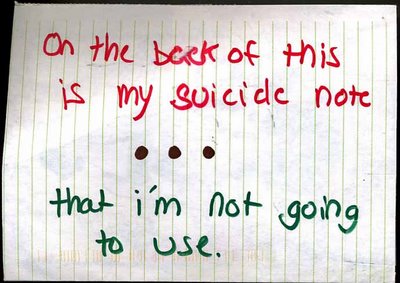 On the back of this
is my suicide note
• • •
that i'm not going
to use.